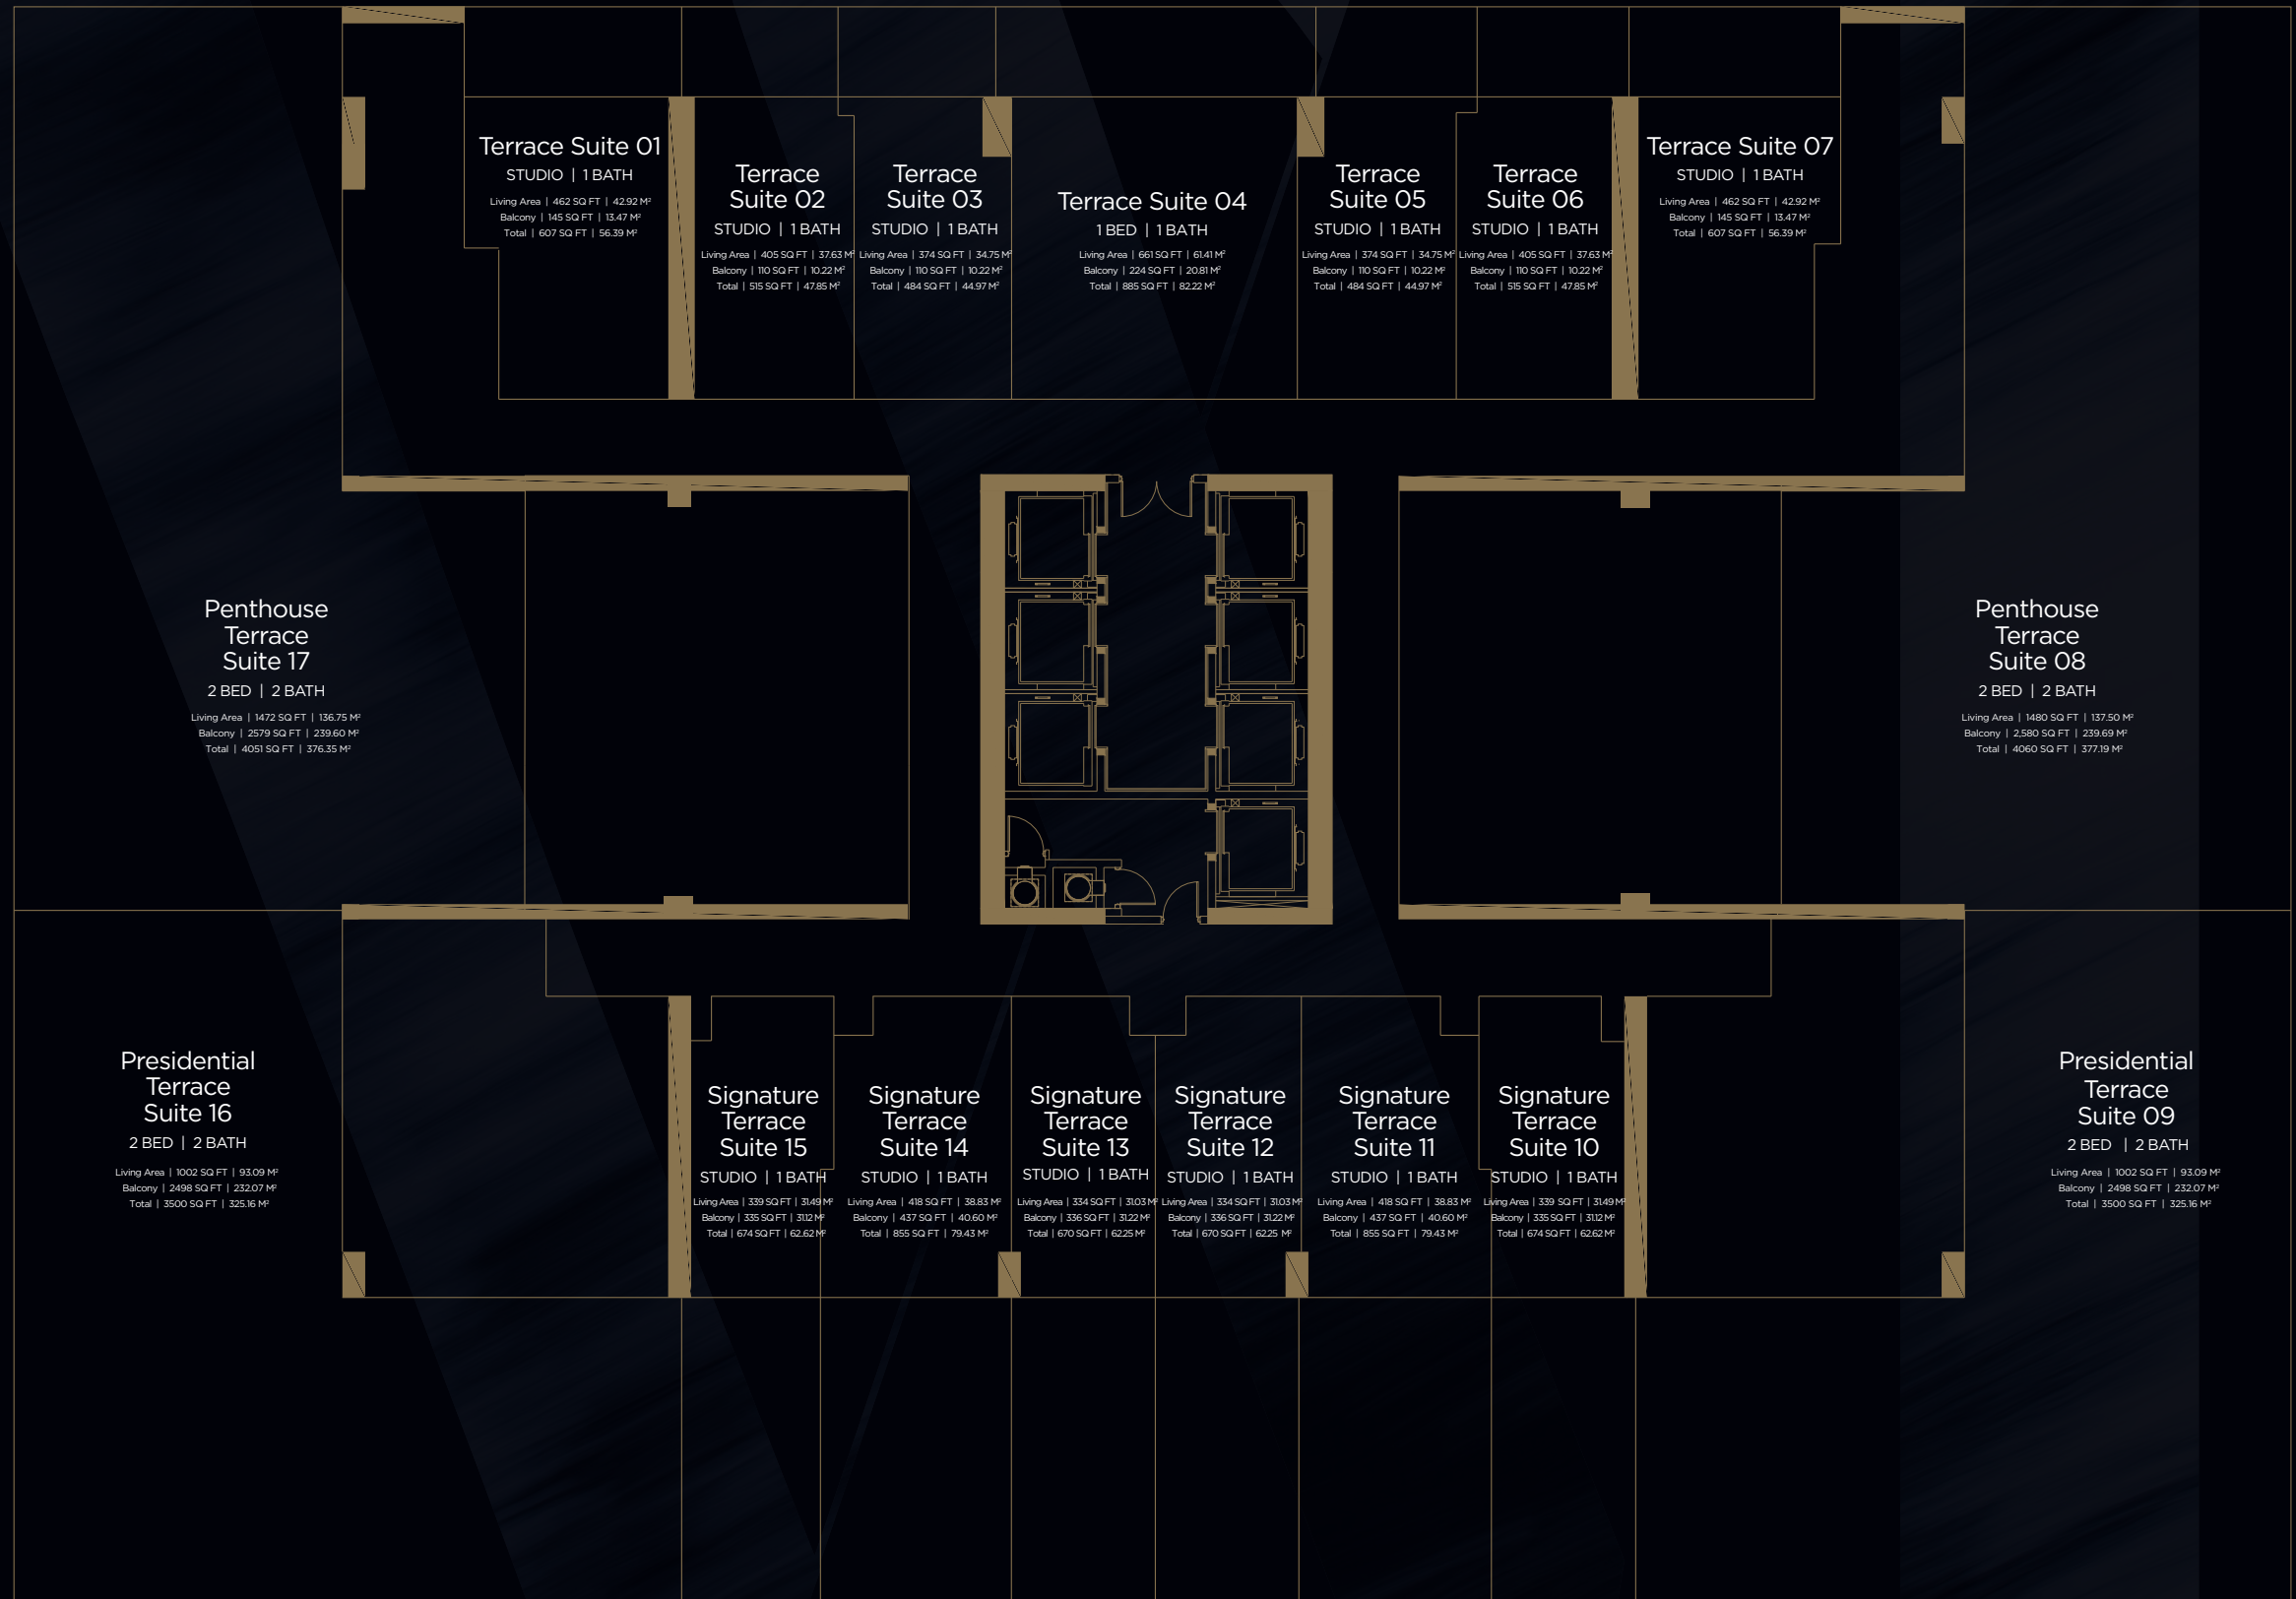 Terrace Suite 01
STUDIO | 1 BATH
Living Area | 462 SQ FT | 42.92 M²
Balcony | 145 SQ FT | 13.47 M²
Total | 607 SQ FT | 56.39 M²
Terrace
Suite 02
STUDIO | 1 BATH
Living Area | 405 SQ FT | 37.63 M²
Balcony | 110 SQ FT | 10.22 M²
Total | 515 SQ FT | 47.85 M²
Terrace
Suite 03
STUDIO | 1 BATH
Living Area | 374 SQ FT | 34.75 M²
Balcony | 110 SQ FT | 10.22 M²
Total | 484 SQ FT | 44.97 M²
Terrace Suite 04
1 BED | 1 BATH
Living Area | 661 SQ FT | 61.41 M²
Balcony | 224 SQ FT | 20.81 M²
Total | 885 SQ FT | 82.22 M²
Terrace
Suite 05
STUDIO | 1 BATH
Living Area | 374 SQ FT | 34.75 M²
Balcony | 110 SQ FT | 10.22 M²
Total | 484 SQ FT | 44.97 M²
Terrace
Suite 06
STUDIO | 1 BATH
Living Area | 405 SQ FT | 37.63 M²
Balcony | 110 SQ FT | 10.22 M²
Total | 515 SQ FT | 47.85 M²
Terrace Suite 07
STUDIO | 1 BATH
Living Area | 462 SQ FT | 42.92 M²
Balcony | 145 SQ FT | 13.47 M²
Total | 607 SQ FT | 56.39 M²
Penthouse
Terrace
Suite 17
2 BED | 2 BATH
Living Area | 1472 SQ FT | 136.75 M²
Balcony | 2579 SQ FT | 239.60 M²
Total | 4051 SQ FT | 376.35 M²
Penthouse
Terrace
Suite 08
2 BED | 2 BATH
Living Area | 1480 SQ FT | 137.50 M²
Balcony | 2,580 SQ FT | 239.69 M²
Total | 4060 SQ FT | 377.19 M²
Presidential
Terrace
Suite 16
2 BED | 2 BATH
Living Area | 1002 SQ FT | 93.09 M²
Balcony | 2498 SQ FT | 232.07 M²
Total | 3500 SQ FT | 325.16 M²
Signature
Terrace
Suite 15
STUDIO | 1 BATH
Living Area | 339 SQ FT | 31.49 M²
Balcony | 335 SQ FT | 31.12 M²
Total | 674 SQ FT | 62.62 M²
Signature
Terrace
Suite 14
STUDIO | 1 BATH
Living Area | 418 SQ FT | 38.83 M²
Balcony | 437 SQ FT | 40.60 M²
Total | 855 SQ FT | 79.43 M²
Signature
Terrace
Suite 13
STUDIO | 1 BATH
Living Area | 334 SQ FT | 31.03 M²
Balcony | 336 SQ FT | 31.22 M²
Total | 670 SQ FT | 62.25 M²
Signature
Terrace
Suite 12
STUDIO | 1 BATH
Living Area | 334 SQ FT | 31.03 M²
Balcony | 336 SQ FT | 31.22 M²
Total | 670 SQ FT | 62.25 M²
Signature
Terrace
Suite 11
STUDIO | 1 BATH
Living Area | 418 SQ FT | 38.83 M²
Balcony | 437 SQ FT | 40.60 M²
Total | 855 SQ FT | 79.43 M²
Signature
Terrace
Suite 10
STUDIO | 1 BATH
Living Area | 339 SQ FT | 31.49 M²
Balcony | 335 SQ FT | 31.12 M²
Total | 674 SQ FT | 62.62 M²
Presidential
Terrace
Suite 09
2 BED | 2 BATH
Living Area | 1002 SQ FT | 93.09 M²
Balcony | 2498 SQ FT | 232.07 M²
Total | 3500 SQ FT | 325.16 M²